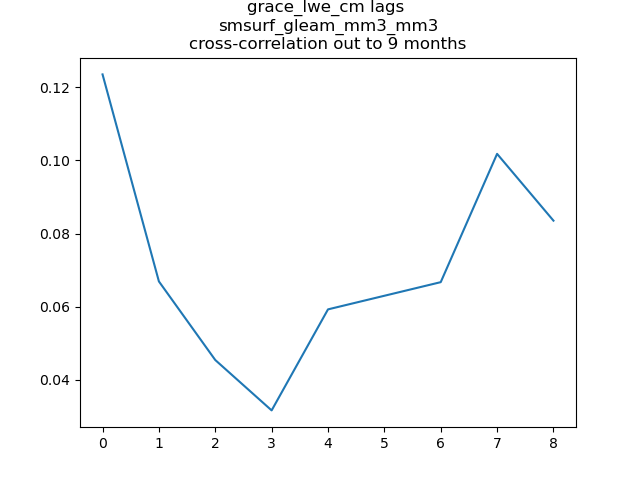 grace_lwe_cm lags
smsurf_gleam_mm3_mm3
cross-correlation out to 9 months
0.12
0.10
0.08
0.06
0.04
0 1 2 3 4 5 6 7 8